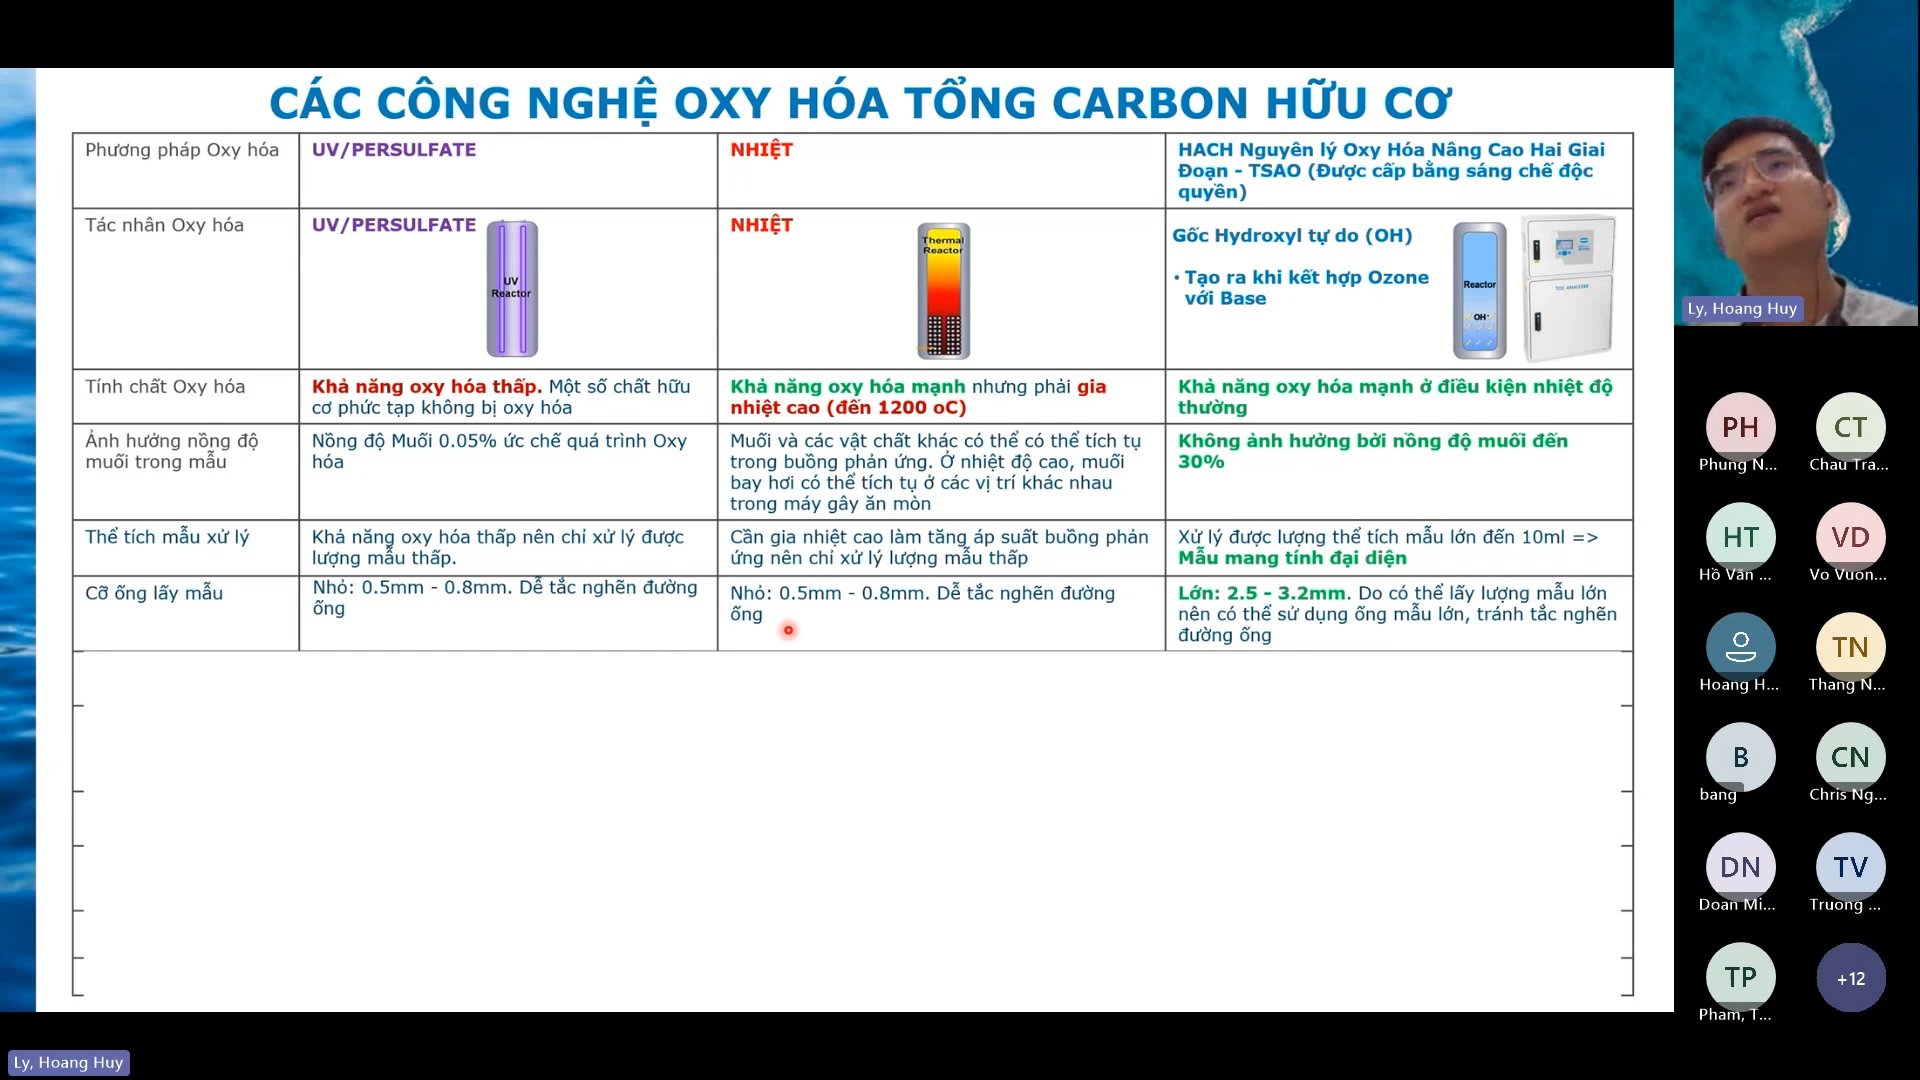 CÁC CÔNG NGHỆ OXY HÓA TỔNG CARBON HỮU CƠ
Phương pháp Oxy hóa
UV/PERSULFATE
NHIỆT
HACH Nguyên lý Oxy Hóa Nâng Cao Hai Giai
Đoạn - TSAO (Được cấp bằng sáng chế độc
quyền)
Tác nhân Oxy hóa
UV/PERSULFATE
UV
Reactor
NHIỆT
Thermal
Reactor
Gốc Hydroxyl tự do (OH)
• Tạo ra khi kết hợp Ozone
với Base
Reactor
OH•
TOC ANALYZER
Tính chất Oxy hóa
Khả năng oxy hóa thấp. Một số chất hữu
cơ phức tạp không bị oxy hóa
Khả năng oxy hóa mạnh nhưng phải gia
nhiệt cao (đến 1200 oC)
Khả năng oxy hóa mạnh ở điều kiện nhiệt độ
thường
Ảnh hưởng nồng độ
muối trong mẫu
Nồng độ Muối 0.05% ức chế quá trình Oxy
hóa
Muối và các vật chất khác có thể có thể tích tụ
trong buồng phản ứng. Ở nhiệt độ cao, muối
bay hơi có thể tích tụ ở các vị trí khác nhau
trong máy gây ăn mòn
Không ảnh hưởng bởi nồng độ muối đến
30%
Thể tích mẫu xử lý
Khả năng oxy hóa thấp nên chỉ xử lý được
lượng mẫu thấp.
Cần gia nhiệt cao làm tăng áp suất buồng phản
ứng nên chỉ xử lý lượng mẫu thấp
Xử lý được lượng thể tích mẫu lớn đến 10ml =>
Mẫu mang tính đại diện
Cỡ ống lấy mẫu
Nhỏ: 0.5mm - 0.8mm. Dễ tắc nghẽn đường
ống
Nhỏ: 0.5mm - 0.8mm. Dễ tắc nghẽn đường
ống
Lớn: 2.5 - 3.2mm. Do có thể lấy lượng mẫu lớn
nên có thể sử dụng ống mẫu lớn, tránh tắc nghẽn
đường ống
Ly, Hoang Huy
PH
Phung N...
CT
Chau Tra...
HT
Hồ Văn ...
VD
Vo Vuon...
Hoang H...
TN
Thang N...
B
bang
CN
Chris Ng...
DN
Doan Mi...
TV
Truong ...
TP
Pham, T...
+12
Ly, Hoang Huy